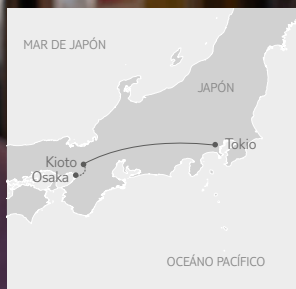 MAR DE JAPÓN
JAPÓN
Tokio
Kioto
Osaka
OCEÁNO PACÍFICO